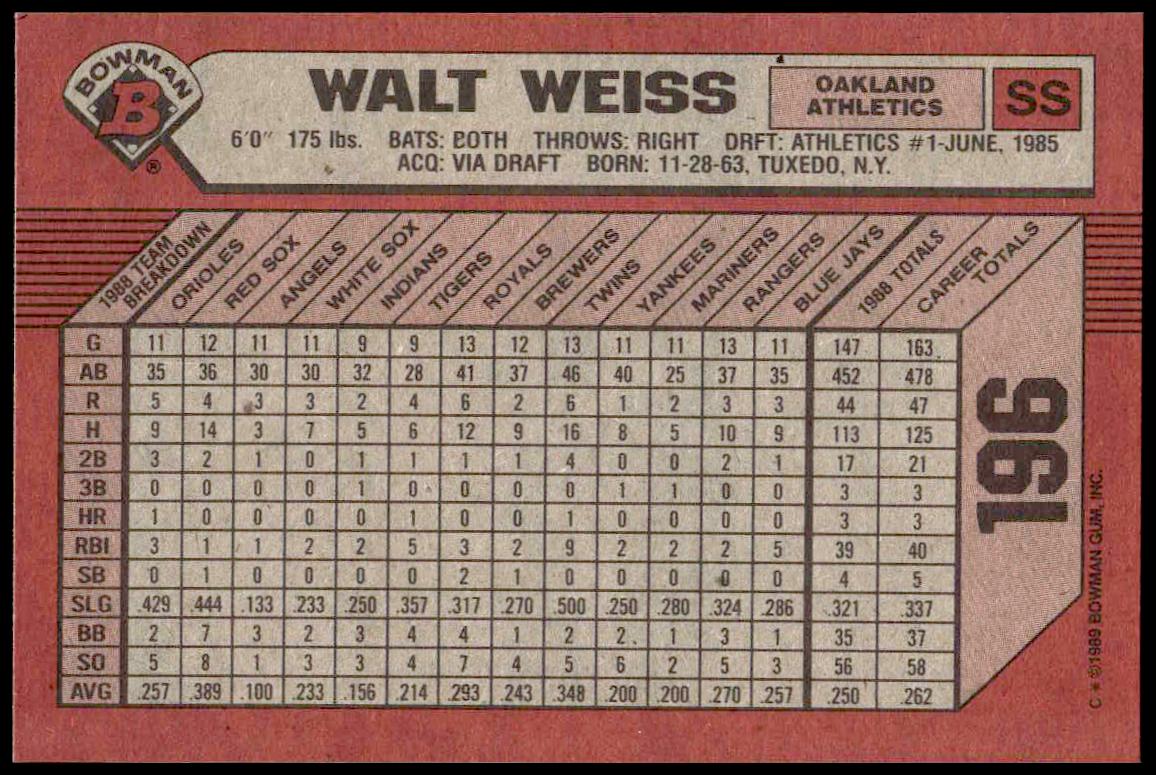 BOWMAN
B
®
WALT WEISS
OAKLAND
ATHLETICS
SS
6'0" 175 lbs. BATS: BOTH THROWS: RIGHT DRFT: ATHLETICS #1-JUNE, 1985
ACQ: VIA DRAFT BORN: 11-28-63, TUXEDO, N.Y.
1988 TEAM BREAKDOWN ORIOLES RED SOX ANGELS WHITE SOX INDIANS TIGERS ROYALS BREWERS TWINS YANKEES MARINERS RANGERS BLUE JAYS 1988 TOTALS CAREER TOTALS
G 11 12 11 11 9 9 13 12 13 11 11 13 11 147 163
AB 35 36 30 30 32 28 41 37 46 40 25 37 35 452 478
R 5 4 3 3 2 4 6 2 6 1 2 3 3 44 47
H 9 14 3 7 5 6 12 9 16 8 5 10 9 113 125
2B 3 2 1 0 1 1 1 1 4 0 0 2 1 17 21
3B 0 0 0 0 1 0 0 0 0 1 1 0 0 3 3
HR 1 0 0 0 0 1 0 0 1 0 0 0 0 3 3
RBI 3 1 1 2 2 5 3 2 9 2 2 2 5 39 40
SB 0 1 0 0 0 0 2 1 0 0 0 0 0 4 5
SLG .429 .444 .133 .233 .250 .357 .317 .270 .500 .250 .280 .324 .286 .321 .337
BB 2 7 3 2 3 4 4 1 2 2 1 3 1 35 37
SO 5 8 1 3 3 4 7 4 5 6 2 5 3 56 58
AVG .257 .389 .100 .233 .156 .214 .293 .243 .348 .200 .200 .270 .257 .250 .262
196
C * ©1989 BOWMAN GUM, INC.